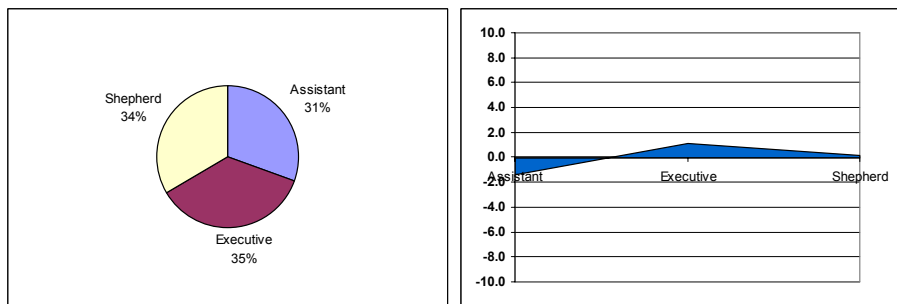 Shepherd
34%
Assistant
31%
Executive
35%
10.0
8.0
6.0
4.0
2.0
0.0
-2.0
-4.0
-6.0
-8.0
-10.0
Assistant
Executive
Shepherd